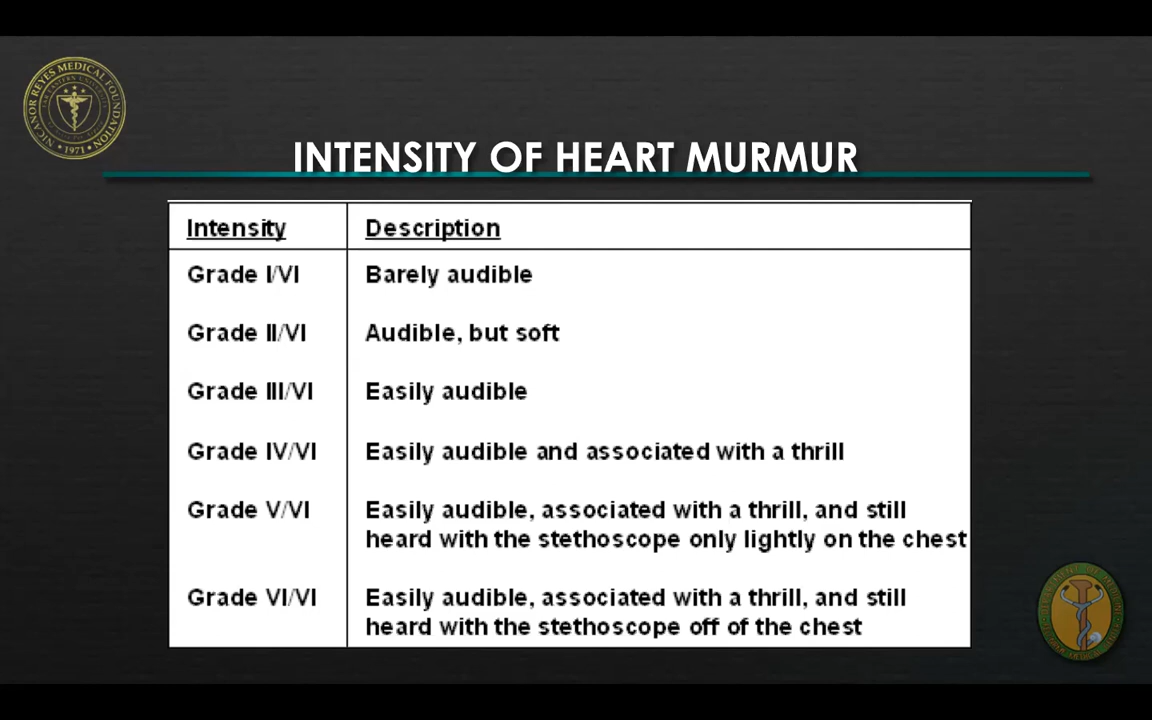 NICANOR REYES MEDICAL FOUNDATION
1971
INTENSITY OF HEART MURMUR
Intensity Description
Grade I/VI Barely audible
Grade II/VI Audible, but soft
Grade III/VI Easily audible
Grade IV/VI Easily audible and associated with a thrill
Grade V/VI Easily audible, associated with a thrill, and still
heard with the stethoscope only lightly on the chest
Grade VI/VI Easily audible, associated with a thrill, and still
heard with the stethoscope off of the chest